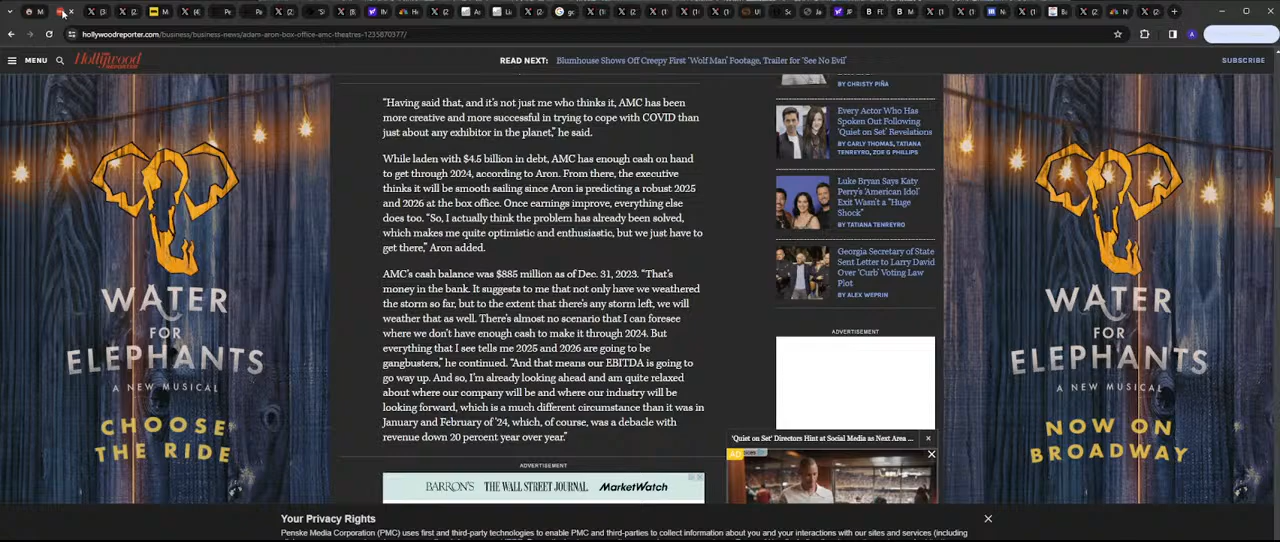 hollywoodreporter.com/business/business-news/adam-aron-box-office-amc-theatres-1235870377/
MENU
Hollywood
REPORTER
READ NEXT: Blumhouse Shows Off Creepy First ‘Wolf Man’ Footage, Trailer for ‘See No Evil’
SUBSCRIBE
“Having said that, and it’s not just me who thinks it, AMC has been
more creative and more successful in trying to cope with COVID than
just about any exhibitor in the planet,” he said.
While laden with $4.5 billion in debt, AMC has enough cash on hand
to get through 2024, according to Aron. From there, the executive
thinks it will be smooth sailing since Aron is predicting a robust 2025
and 2026 at the box office. Once earnings improve, everything else
does too. “So, I actually think the problem has already been solved,
which makes me quite optimistic and enthusiastic, but we just have to
get there,” Aron added.
AMC’s cash balance was $885 million as of Dec. 31, 2023. “That’s
money in the bank. It suggests to me that not only have we weathered
the storm so far, but to the extent that there’s any storm left, we will
weather that as well. There’s almost no scenario that I can foresee
where we don’t have enough cash to make it through 2024. But
everything that I see tells me 2025 and 2026 are going to be
gangbusters,” he continued. “And that means our EBITDA is going to
go way up. And so, I’m already looking ahead and am quite relaxed
about where our company will be and where our industry will be
looking forward, which is a much different circumstance than it was in
January and February of ’24, which, of course, was a debacle with
revenue down 20 percent year over year.”
ADVERTISEMENT
BARRON’S THE WALL STREET JOURNAL MarketWatch
BY CHRISTY PIÑA
Every Actor Who Has
Spoken Out Following
‘Quiet on Set’ Revelations
BY CARLY THOMAS, TATIANA
TENREYRO, ZOE G PHILLIPS
Luke Bryan Says Katy
Perry’s ‘American Idol’
Exit Wasn’t a “Huge
Shock”
BY TATIANA TENREYRO
Georgia Secretary of State
Sent Letter to Larry David
Over ‘Curb’ Voting Law
Plot
BY ALEX WEPRIN
ADVERTISEMENT
'Quiet on Set' Directors Hint at Social Media as Next Area ...
AD
WATER
FOR
ELEPHANTS
A NEW MUSICAL
CHOOSE
THE RIDE
WATER
FOR
ELEPHANTS
A NEW MUSICAL
NOW ON
BROADWAY
Your Privacy Rights
Penske Media Corporation (PMC) uses first and third-party technologies to enable PMC and third-parties to collect information about you and your interactions with our sites and services (including